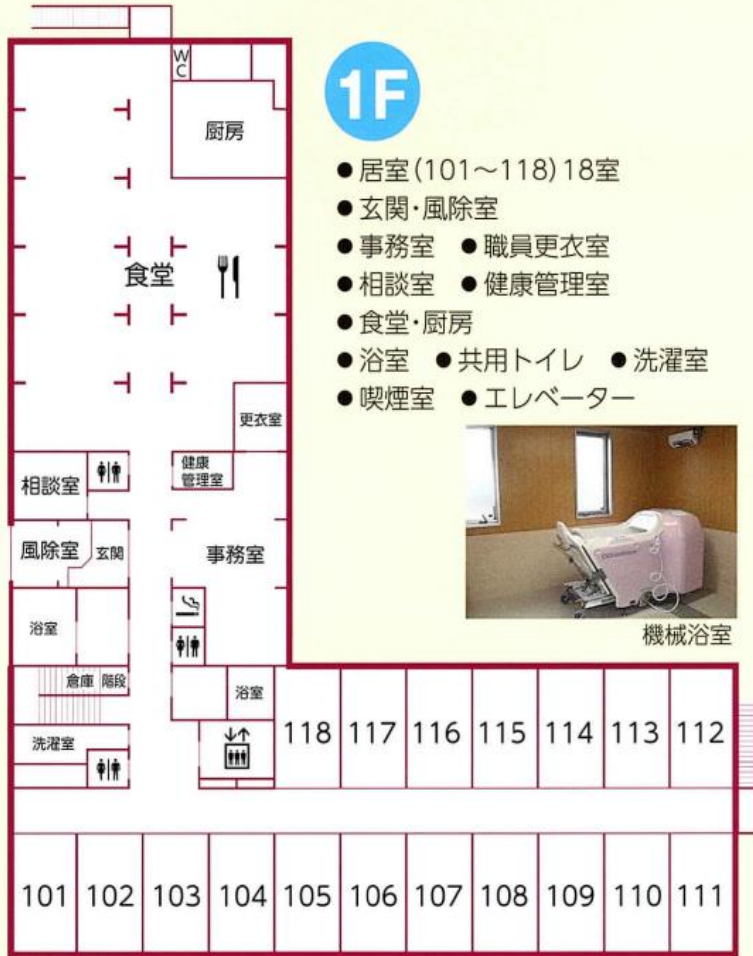 1F
● 居室(101～118)18室
● 玄関・風除室
● 事務室 ● 職員更衣室
● 相談室 ● 健康管理室
● 食堂・厨房
● 浴室 ● 共用トイレ ● 洗濯室
● 喫煙室 ● エレベーター
機械浴室
WC
厨房
食堂
更衣室
相談室
健康
管理室
風除室
玄関
事務室
浴室
倉庫 階段
浴室
洗濯室
118 117 116 115 114 113 112
101 102 103 104 105 106 107 108 109 110 111